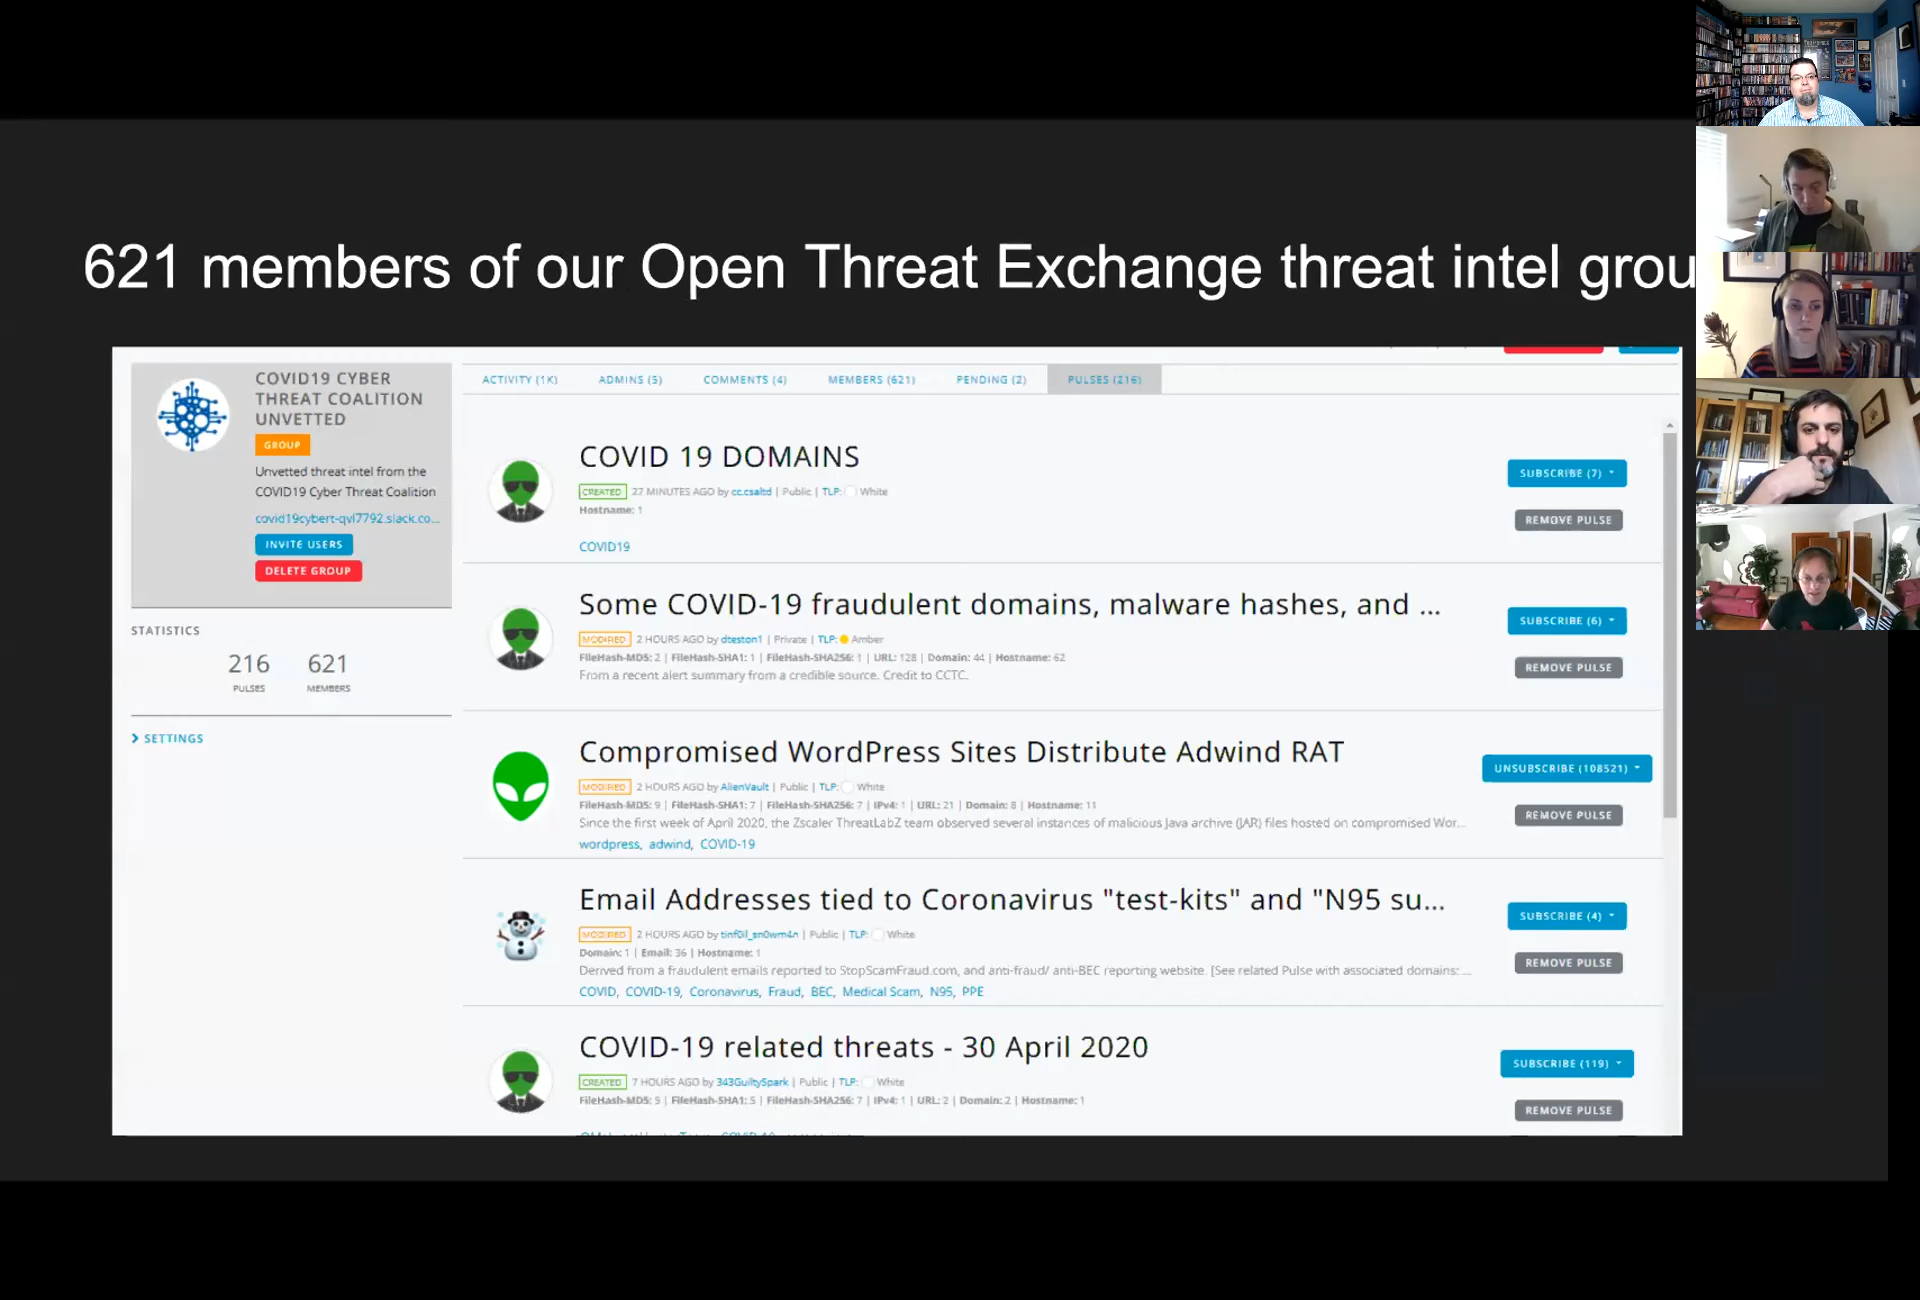 621 members of our Open Threat Exchange threat intel grou
COVID19 CYBER
THREAT COALITION
UNVETTED
GROUP
Unvetted threat intel from the
COVID19 Cyber Threat Coalition
covid19cybert-qvl7792.slack.co...
INVITE USERS
DELETE GROUP
STATISTICS
216 621
PULSES MEMBERS
SETTINGS
ACTIVITY (1K) ADMINS (5) COMMENTS (4) MEMBERS (621) PENDING (2) PULSES (216)
COVID 19 DOMAINS
CREATED 27 MINUTES AGO by cc.csaltd | Public | TLP: White
Hostname: 1
COVID19
SUBSCRIBE (7)
REMOVE PULSE
Some COVID-19 fraudulent domains, malware hashes, and ...
MODIFIED 2 HOURS AGO by dteston1 | Private | TLP: Amber
FileHash-MD5: 2 | FileHash-SHA1: 1 | FileHash-SHA256: 1 | URL: 128 | Domain: 44 | Hostname: 62
From a recent alert summary from a credible source. Credit to CCTC.
SUBSCRIBE (6)
REMOVE PULSE
Compromised WordPress Sites Distribute Adwind RAT
MODIFIED 2 HOURS AGO by AlienVault | Public | TLP: White
FileHash-MD5: 9 | FileHash-SHA1: 7 | FileHash-SHA256: 7 | IPv4: 1 | URL: 21 | Domain: 8 | Hostname: 11
Since the first week of April 2020, the Zscaler ThreatLabZ team observed several instances of malicious Java archive (JAR) files hosted on compromised Wor...
wordpress, adwind, COVID-19
UNSUBSCRIBE (108521)
REMOVE PULSE
Email Addresses tied to Coronavirus "test-kits" and "N95 su...
MODIFIED 2 HOURS AGO by tinf0il_sn0wm4n | Public | TLP: White
Domain: 1 | Email: 36 | Hostname: 1
Derived from a fraudulent emails reported to StopScamFraud.com, and anti-fraud/ anti-BEC reporting website. [See related Pulse with associated domains: ...
COVID, COVID-19, Coronavirus, Fraud, BEC, Medical Scam, N95, PPE
SUBSCRIBE (4)
REMOVE PULSE
COVID-19 related threats - 30 April 2020
CREATED 7 HOURS AGO by 343GuiltySpark | Public | TLP: White
FileHash-MD5: 5 | FileHash-SHA1: 5 | FileHash-SHA256: 7 | IPv4: 1 | URL: 2 | Domain: 2 | Hostname: 1
SUBSCRIBE (119)
REMOVE PULSE